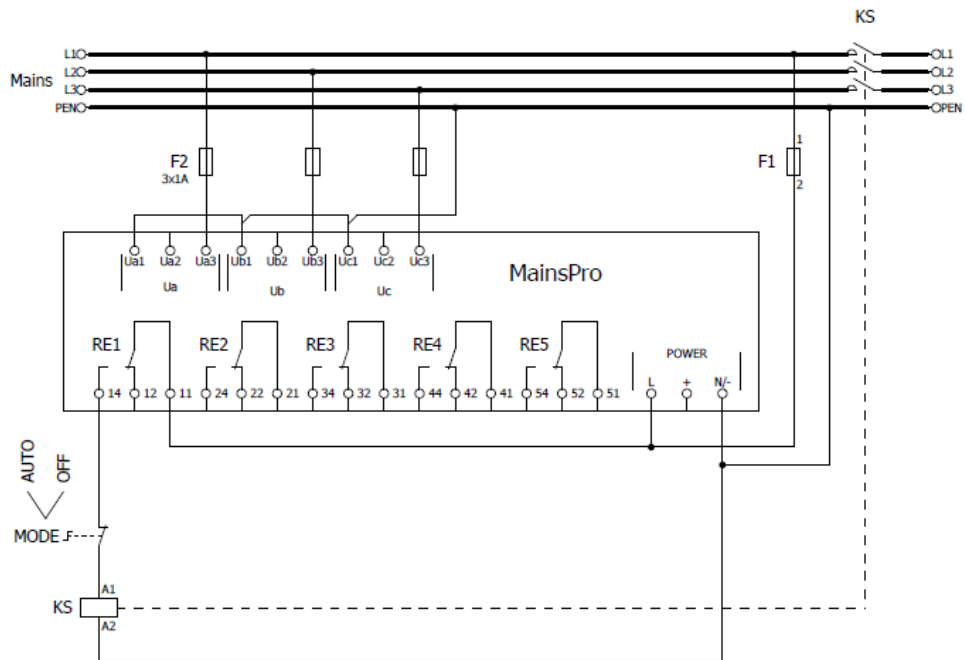 KS
L1 L1
L2 L2
Mains
L3 L3
PEN PEN
1
F2 F1
3x1A
2
Ua1 Ua2 Ua3 Ub1 Ub2 Ub3 Uc1 Uc2 Uc3
Ua Ub Uc
MainsPro
RE1 RE2 RE3 RE4 RE5
POWER
L + N/-
14 12 11 24 22 21 34 32 31 44 42 41 54 52 51
AUTO OFF
MODE
A1
KS
A2